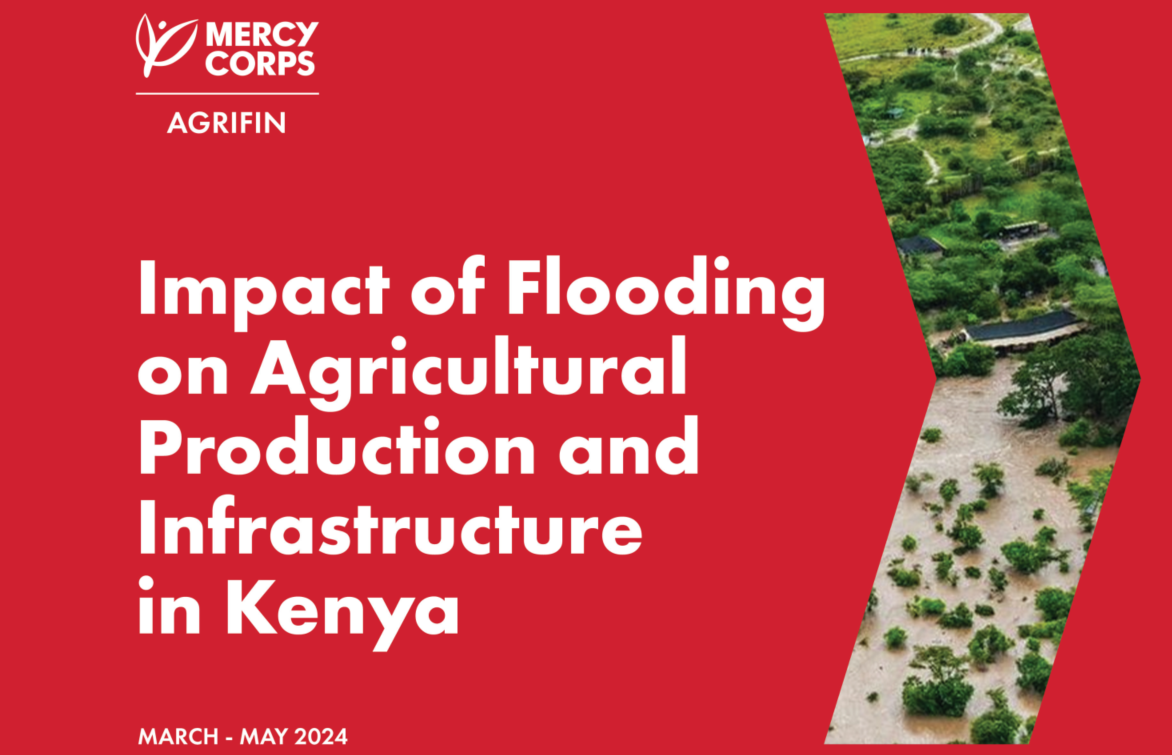 MERCY
CORPS
AGRIFIN
Impact of Flooding
on Agricultural
Production and
Infrastructure
in Kenya
MARCH - MAY 2024